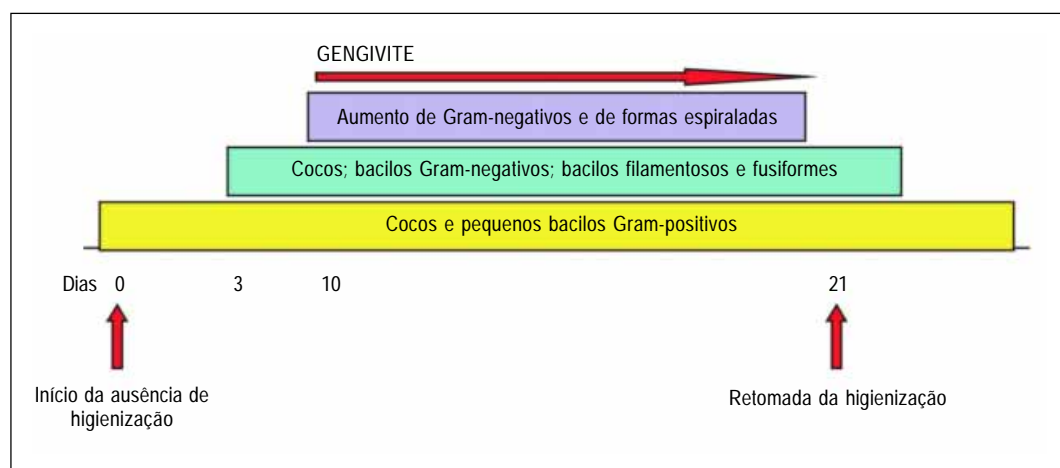 GENGIVITE
Aumento de Gram-negativos e de formas espiraladas
Cocos; bacilos Gram-negativos; bacilos filamentosos e fusiformes
Cocos e pequenos bacilos Gram-positivos
Dias 0 3 10 21
Início da ausência de
higienização
Retomada da higienização